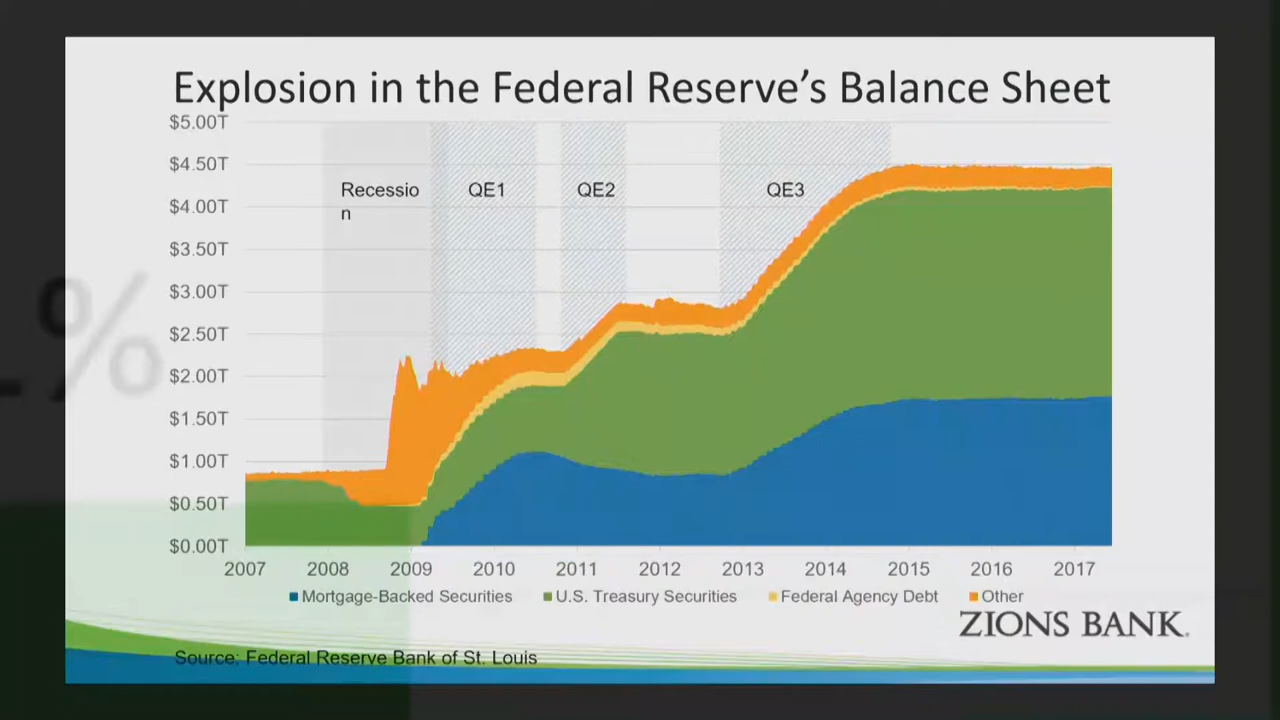 Explosion in the Federal Reserve's Balance Sheet
$5.00T
$4.50T
$4.00T
$3.50T
$3.00T
$2.50T
$2.00T
$1.50T
$1.00T
$0.50T
$0.00T
Recessio
n
QE1
QE2
QE3
2007 2008 2009 2010 2011 2012 2013 2014 2015 2016 2017
Mortgage-Backed Securities U.S. Treasury Securities Federal Agency Debt Other
ZIONS BANK.
Source: Federal Reserve Bank of St. Louis
%